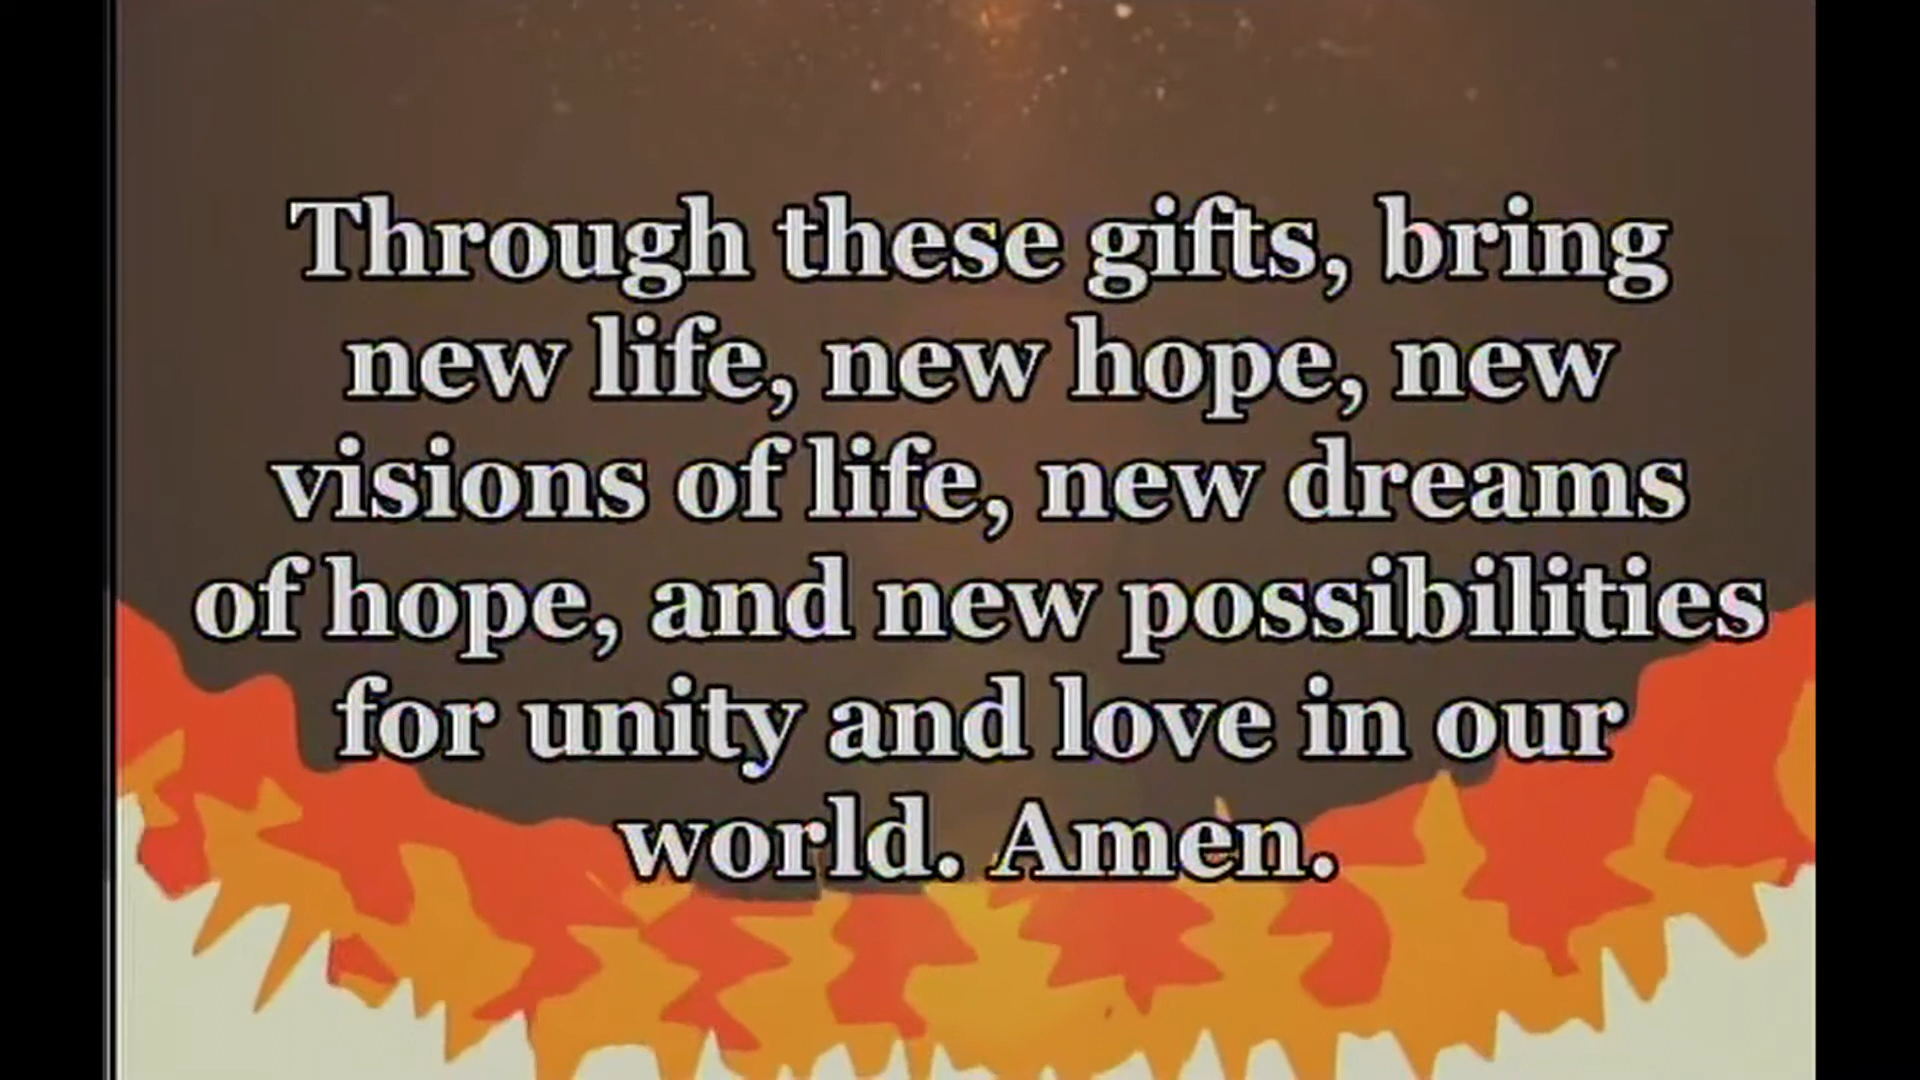 Through these gifts, bring
new life, new hope, new
visions of life, new dreams
of hope, and new possibilities
for unity and love in our
world. Amen.